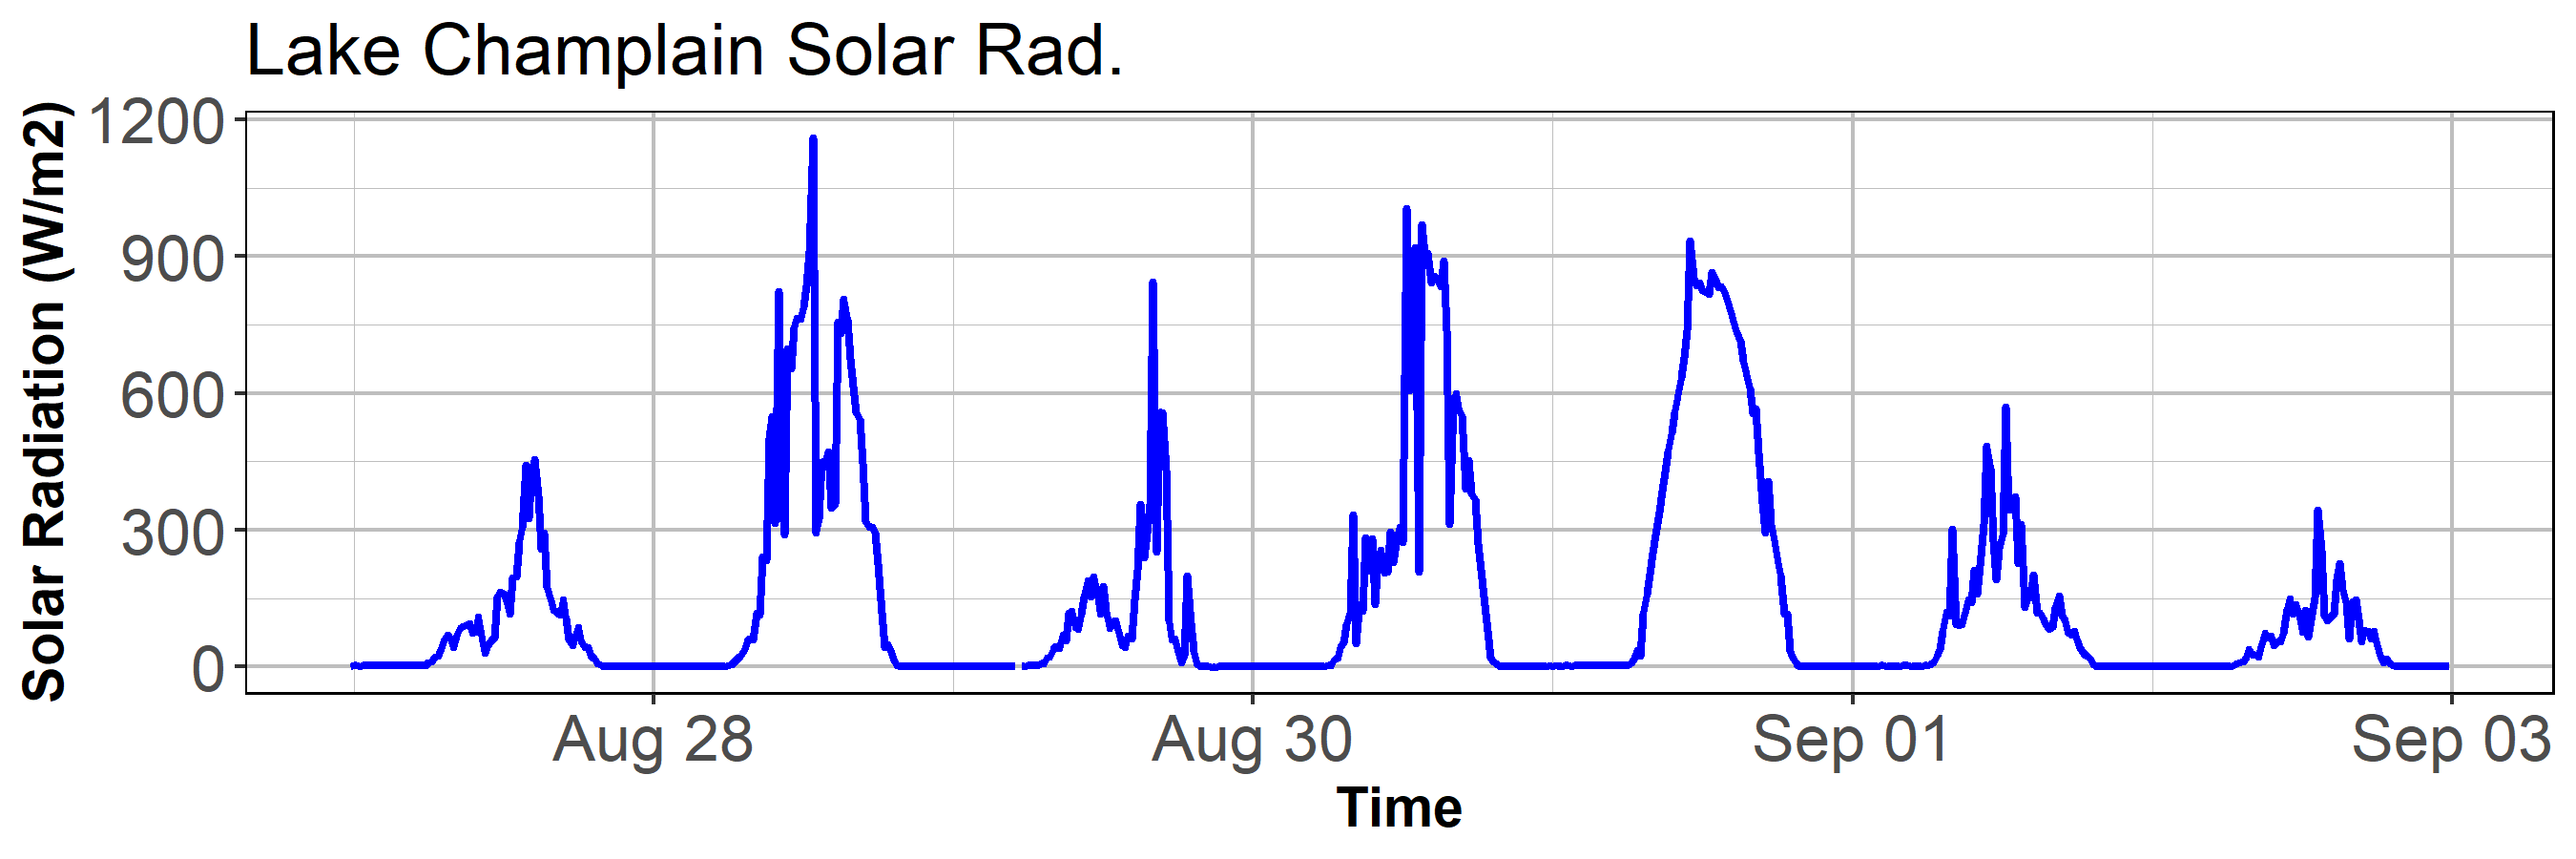 Lake Champlain Solar Rad.
Solar Radiation (W/m2)
1200
900
600
300
0
Aug 28
Aug 30
Sep 01
Sep 03
Time